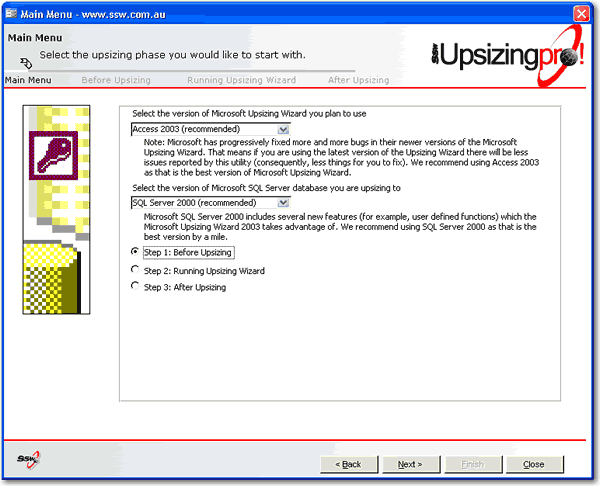 Main Menu - www.ssw.com.au
Main Menu
Select the upsizing phase you would like to start with.
SSW Upsizingpro!
Main Menu Before Upsizing Running Upsizing Wizard After Upsizing
Select the version of Microsoft Upsizing Wizard you plan to use
Access 2003 (recommended)
Note: Microsoft has progressively fixed more and more bugs in their newer versions of the Microsoft
Upsizing Wizard. That means if you are using the latest version of the Upsizing Wizard there will be less
issues reported by this utility (consequently, less things for you to fix). We recommend using Access 2003
as that is the best version of Microsoft Upsizing Wizard.
Select the version of Microsoft SQL Server database you are upsizing to
SQL Server 2000 (recommended)
Microsoft SQL Server 2000 includes several new features (for example, user defined functions) which the
Microsoft Upsizing Wizard 2003 takes advantage of. We recommend using SQL Server 2000 as that is the
best version by a mile.
Step 1: Before Upsizing
Step 2: Running Upsizing Wizard
Step 3: After Upsizing
SSW
< Back Next > Finish Close